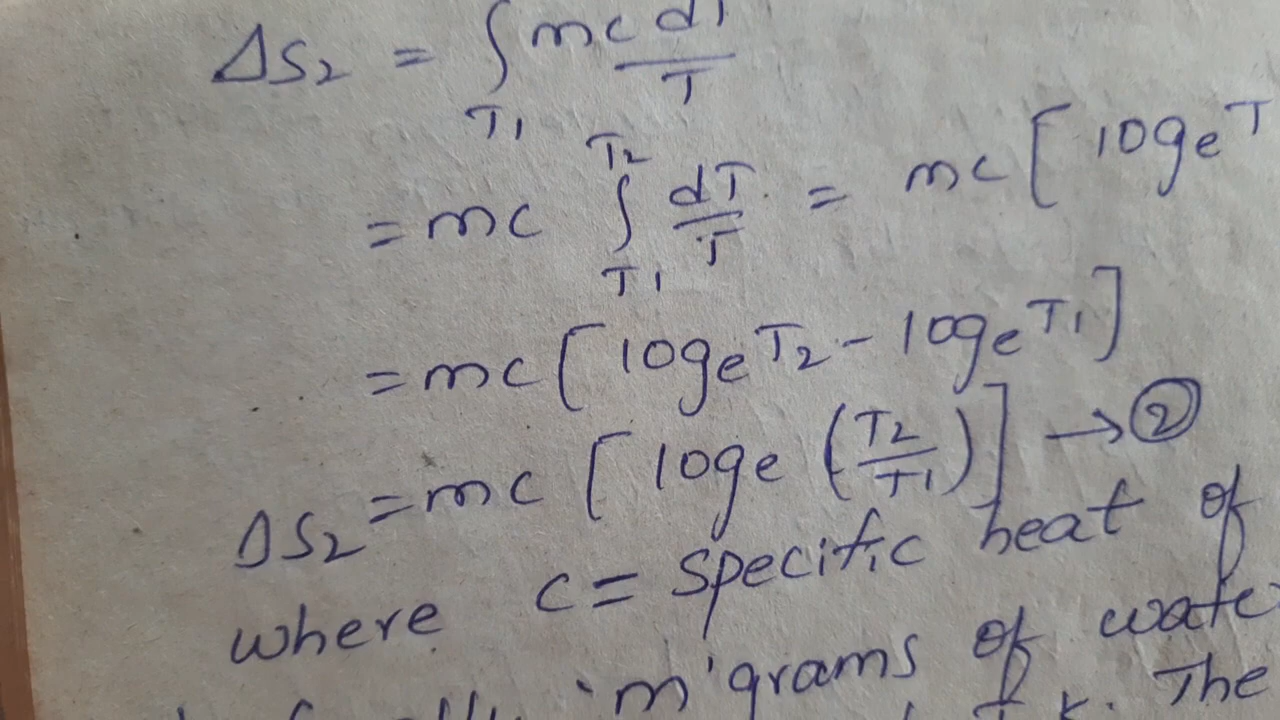 ΔS₂ = ∫_{T₁} mc dT / T
= mc ∫_{T₁}^{T₂} dT / T = mc [ logₑT
= mc [ logₑT₂ - logₑT₁ ]
ΔS₂ = mc [ logₑ (T₂/T₁) ] → ②
where c = specific heat of
'm' grams of water
K. The